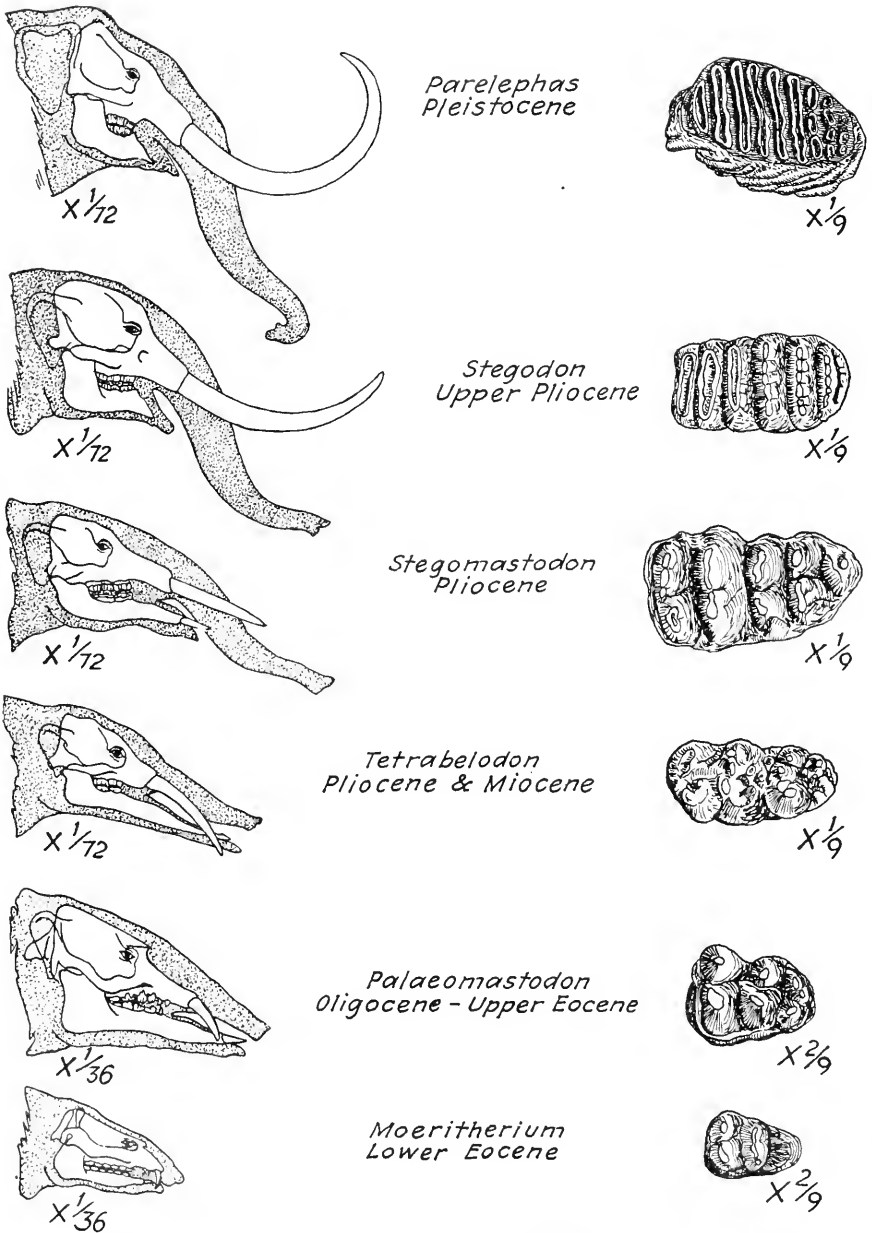 Parelephas
Pleistocene
X 1/72
X 1/9
Stegodon
Upper Pliocene
X 1/72
X 1/9
Stegomastodon
Pliocene
X 1/72
X 1/9
Tetrabelodon
Pliocene & Miocene
X 1/72
X 1/9
Palaeomastodon
Oligocene - Upper Eocene
X 1/36
X 2/9
Moeritherium
Lower Eocene
X 1/36
X 2/9